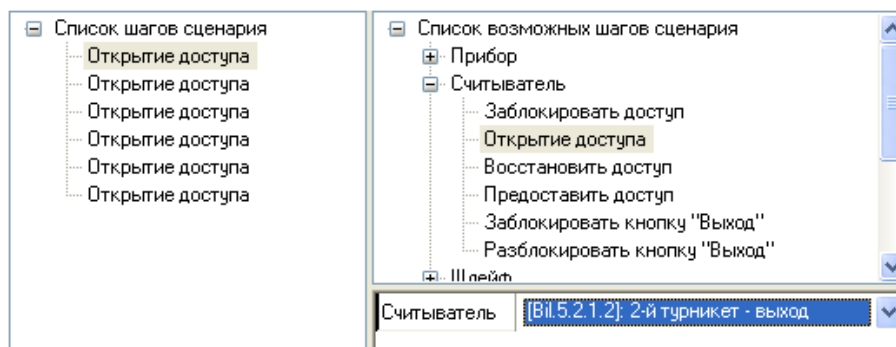 Список шагов сценария
Открытие доступа
Открытие доступа
Открытие доступа
Открытие доступа
Открытие доступа
Открытие доступа
Список возможных шагов сценария
Прибор
Считыватель
Заблокировать доступ
Открытие доступа
Восстановить доступ
Предоставить доступ
Заблокировать кнопку "Выход"
Разблокировать кнопку "Выход"
Шлейф
Считыватель
[Bil.5.2.1.2]: 2-й турникет - выход